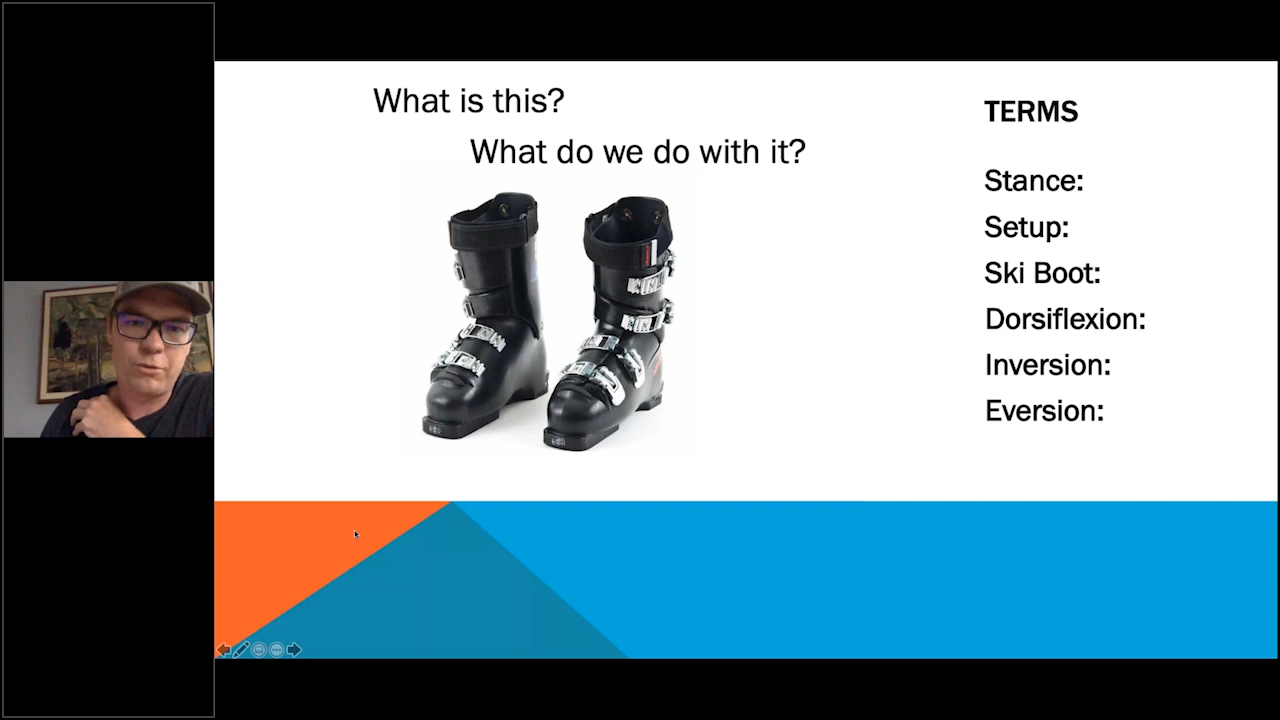 What is this?
What do we do with it?
TERMS
Stance:
Setup:
Ski Boot:
Dorsiflexion:
Inversion:
Eversion: